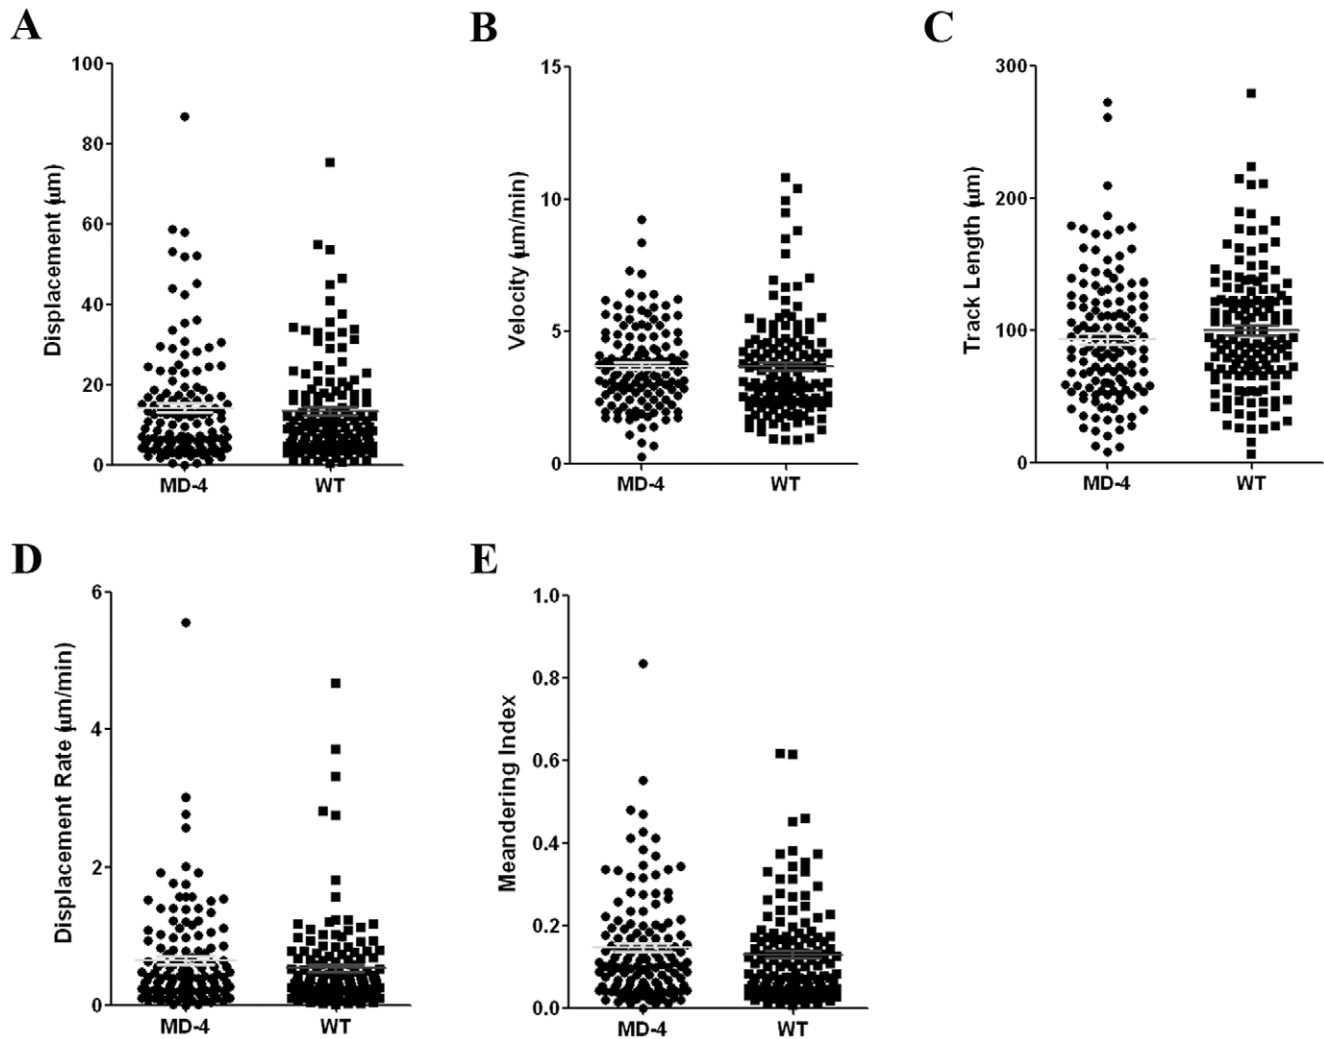 A
B
C
100
80
60
40
20
0
Displacement (μm)
MD-4
WT
15
10
5
0
Velocity (μm/min)
MD-4
WT
300
200
100
0
Track Length (μm)
MD-4
WT
D
E
6
4
2
0
Displacement Rate (μm/min)
MD-4
WT
1.0
0.8
0.6
0.4
0.2
0.0
Meandering Index
MD-4
WT